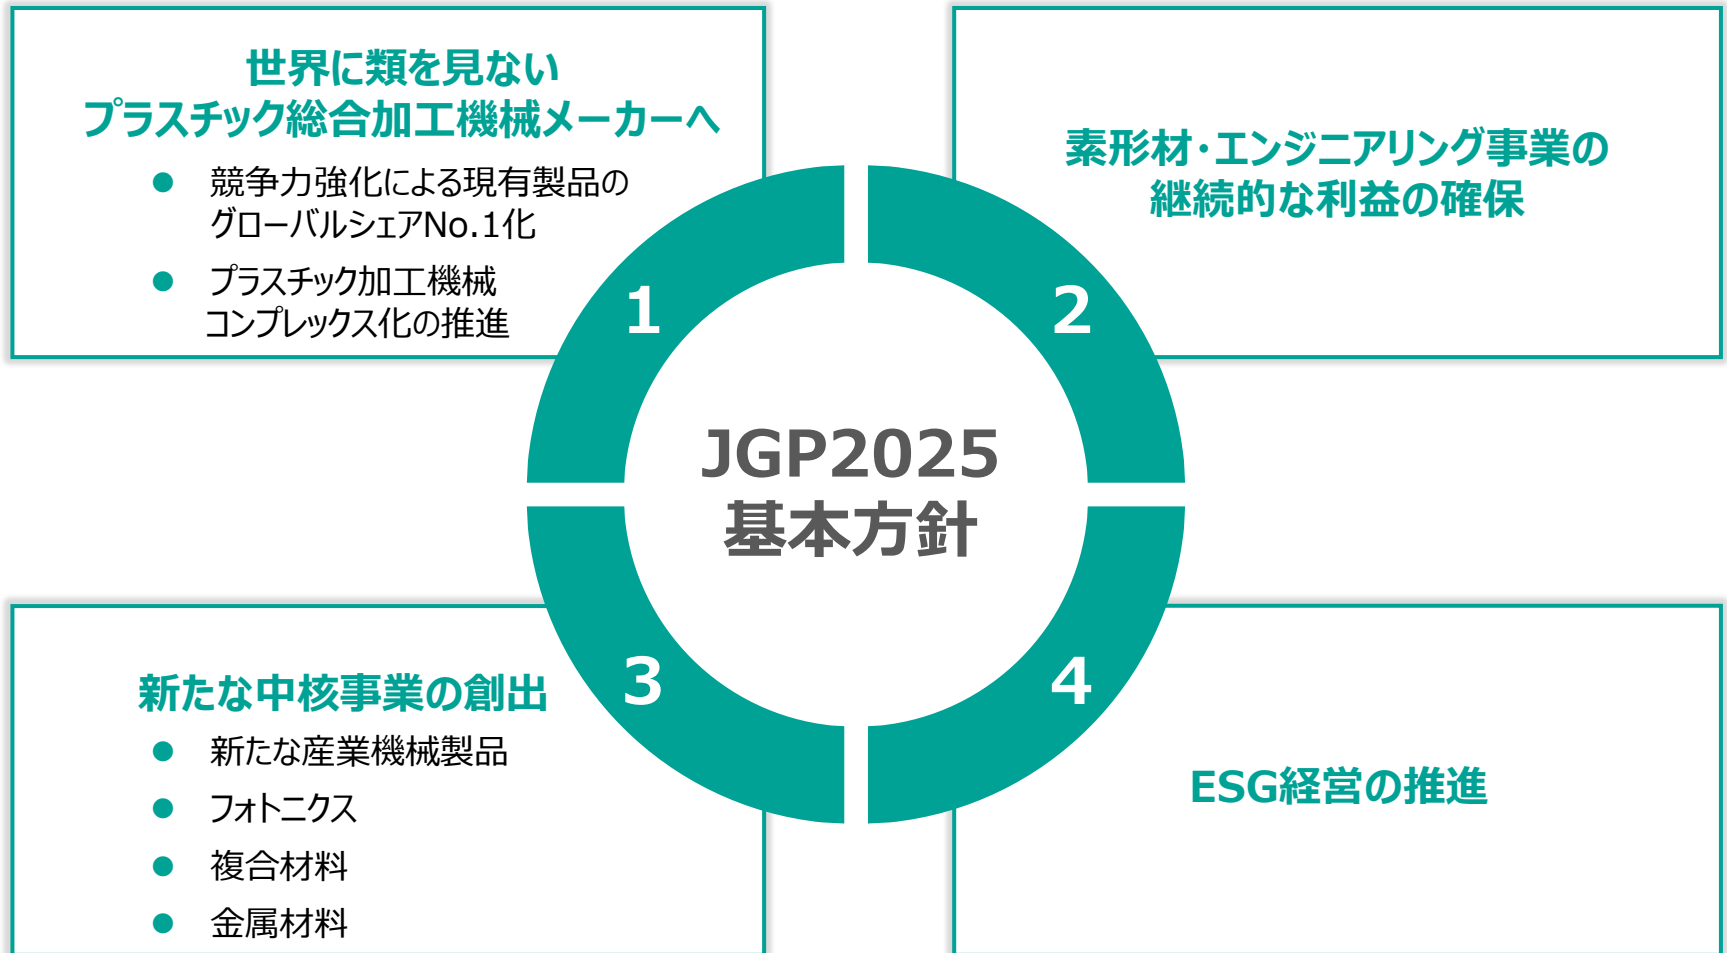 世界に類を見ない
プラスチック総合加工機械メーカーへ
● 競争力強化による現有製品の
グローバルシェアNo.1化
● プラスチック加工機械
コンプレックス化の推進
1
素形材・エンジニアリング事業の
継続的な利益の確保
2
JGP2025
基本方針
3
新たな中核事業の創出
● 新たな産業機械製品
● フォトニクス
● 複合材料
● 金属材料
4
ESG経営の推進